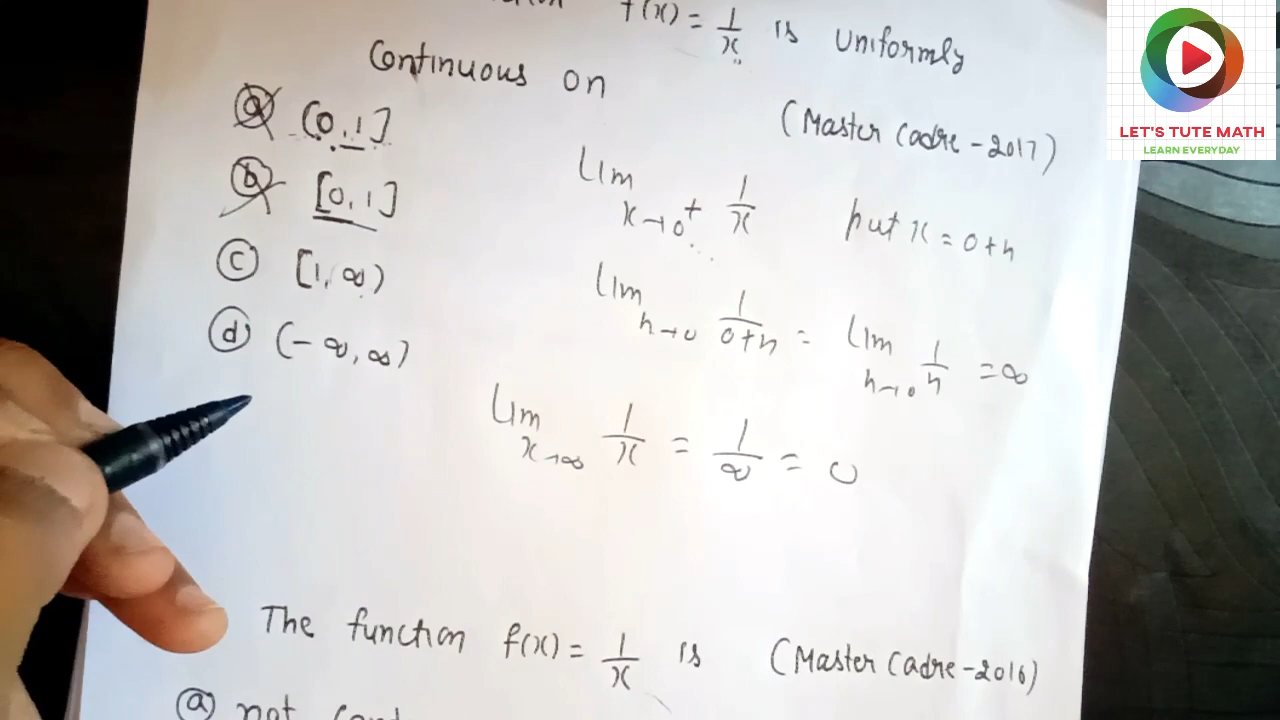 f(x) = 1/x is uniformly
Continuous on
(Master Cadre - 2017)
ⓐ (0, 1]
ⓑ [0, 1]
ⓒ [1, ∞)
ⓓ (-∞, ∞)
Lim x→0⁺ 1/x put x = 0+h
Lim h→0 1/0+h = Lim h→0 1/h = ∞
Lim x→∞ 1/x = 1/∞ = 0
The function f(x) = 1/x is (Master Cadre - 2016)
ⓐ not
LET'S TUTE MATH
LEARN EVERYDAY